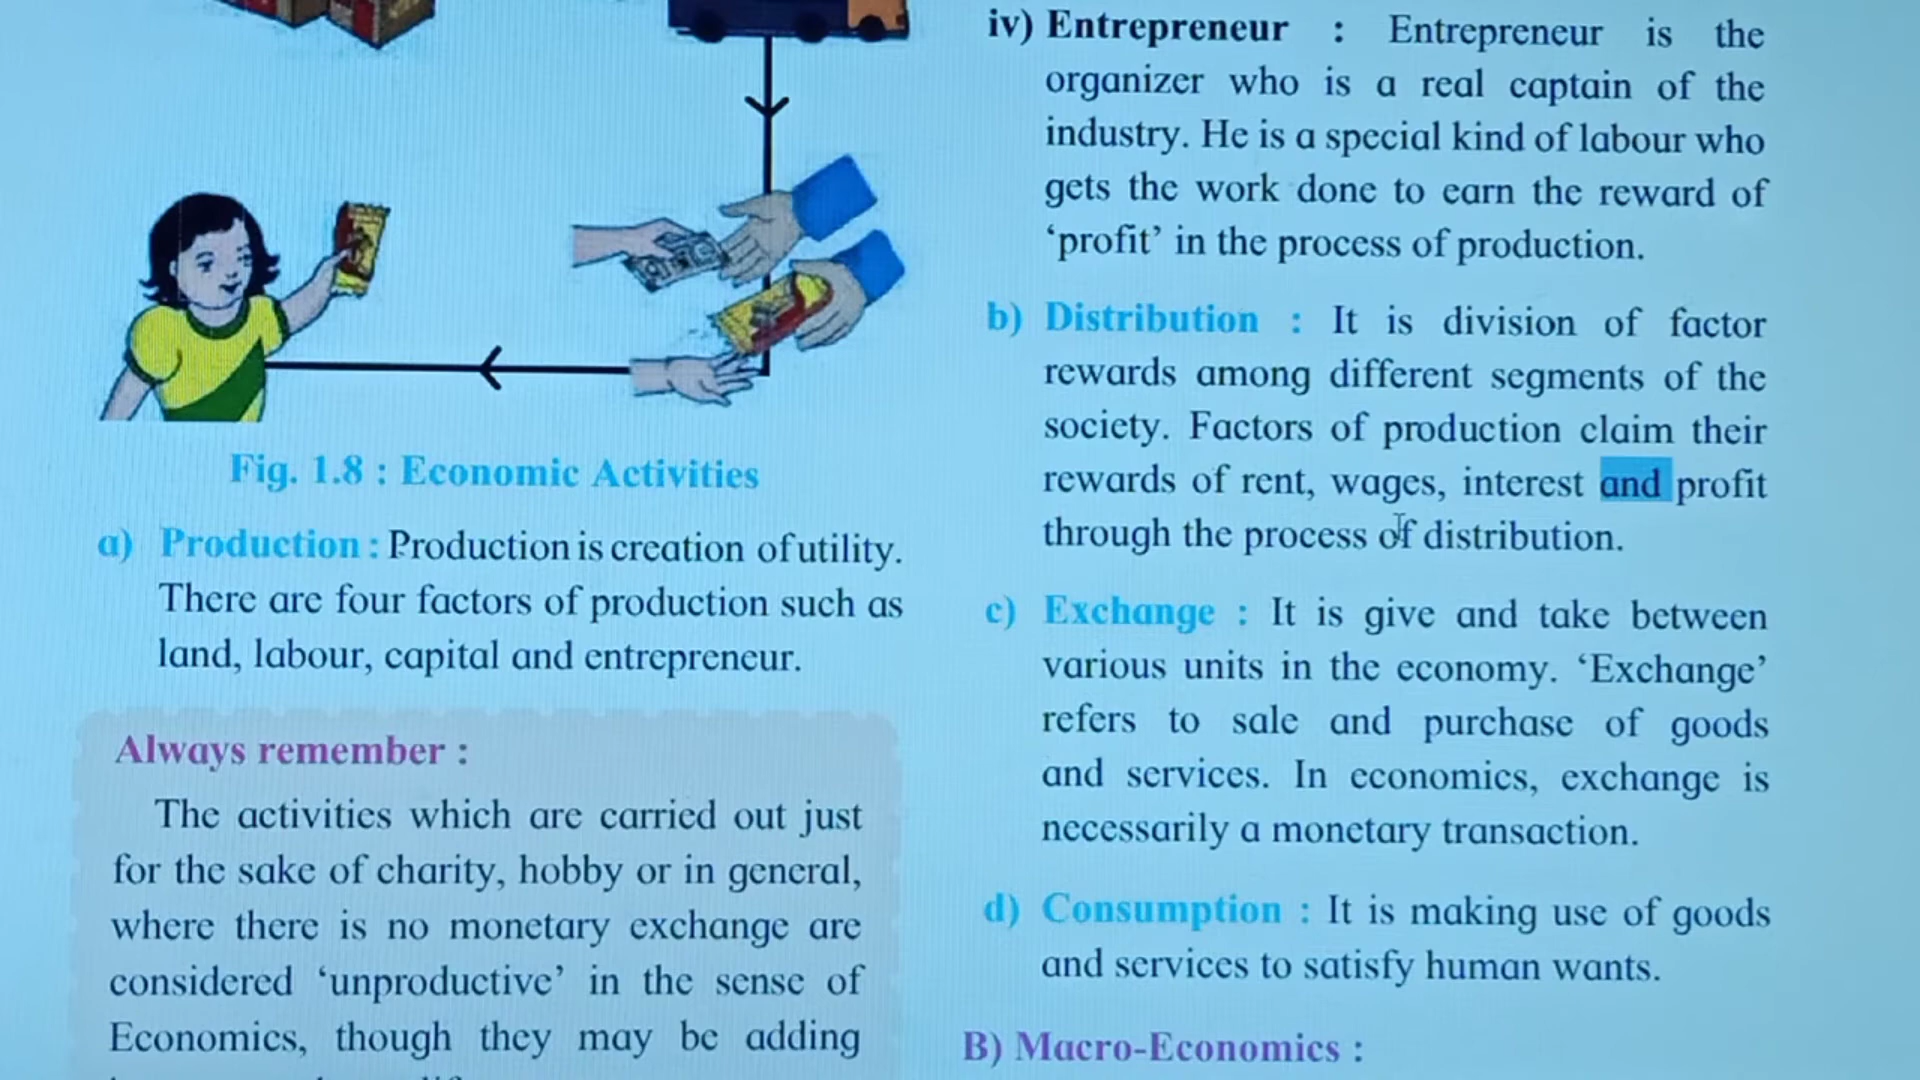 Fig. 1.8 : Economic Activities
a) Production : Production is creation of utility.
There are four factors of production such as
land, labour, capital and entrepreneur.
Always remember :
The activities which are carried out just
for the sake of charity, hobby or in general,
where there is no monetary exchange are
considered ‘unproductive’ in the sense of
Economics, though they may be adding
iv) Entrepreneur : Entrepreneur is the
organizer who is a real captain of the
industry. He is a special kind of labour who
gets the work done to earn the reward of
‘profit’ in the process of production.
b) Distribution : It is division of factor
rewards among different segments of the
society. Factors of production claim their
rewards of rent, wages, interest and profit
through the process of distribution.
c) Exchange : It is give and take between
various units in the economy. ‘Exchange’
refers to sale and purchase of goods
and services. In economics, exchange is
necessarily a monetary transaction.
d) Consumption : It is making use of goods
and services to satisfy human wants.
B) Macro-Economics :